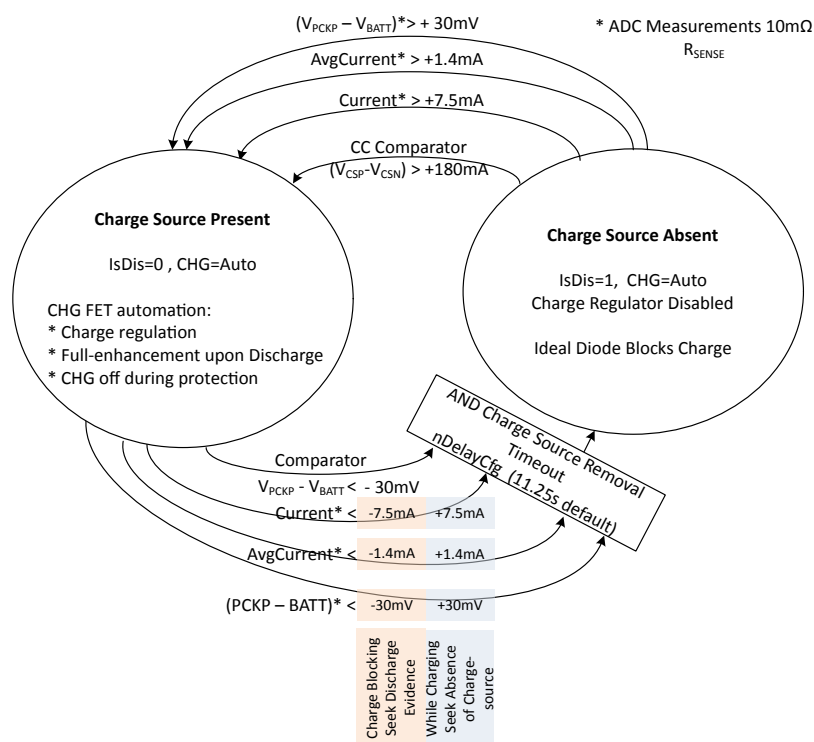 (VPCKP – VBATT)*> + 30mV
* ADC Measurements 10mΩ
RSENSE
AvgCurrent* > +1.4mA
Current* > +7.5mA
CC Comparator
(VCSP-VCSN) > +180mA
Charge Source Present
IsDis=0 , CHG=Auto
CHG FET automation:
* Charge regulation
* Full-enhancement upon Discharge
* CHG off during protection
Charge Source Absent
IsDis=1, CHG=Auto
Charge Regulator Disabled
Ideal Diode Blocks Charge
AND Charge Source Removal
Timeout
nDelayCfg (11.25s default)
Comparator
VPCKP - VBATT < - 30mV
Current* < -7.5mA +7.5mA
AvgCurrent* < -1.4mA +1.4mA
(PCKP – BATT)* < -30mV +30mV
Charge Blocking
Seek Discharge
Evidence
While Charging
Seek Absence
of Charge-
source